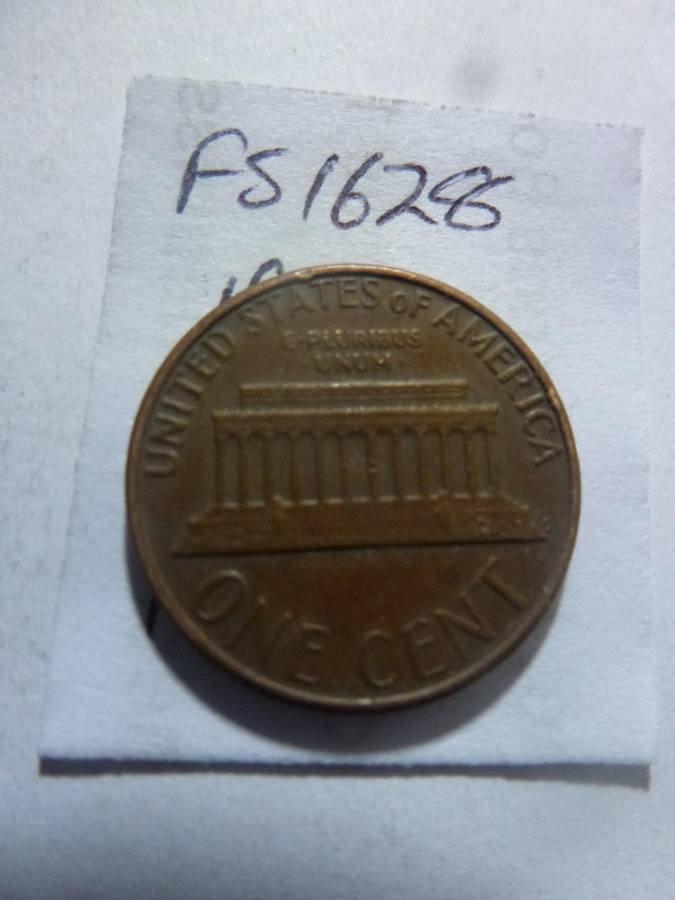 FS1628
UNITED STATES OF AMERICA
E·PLURIBUS
·UNUM·
ONE CENT